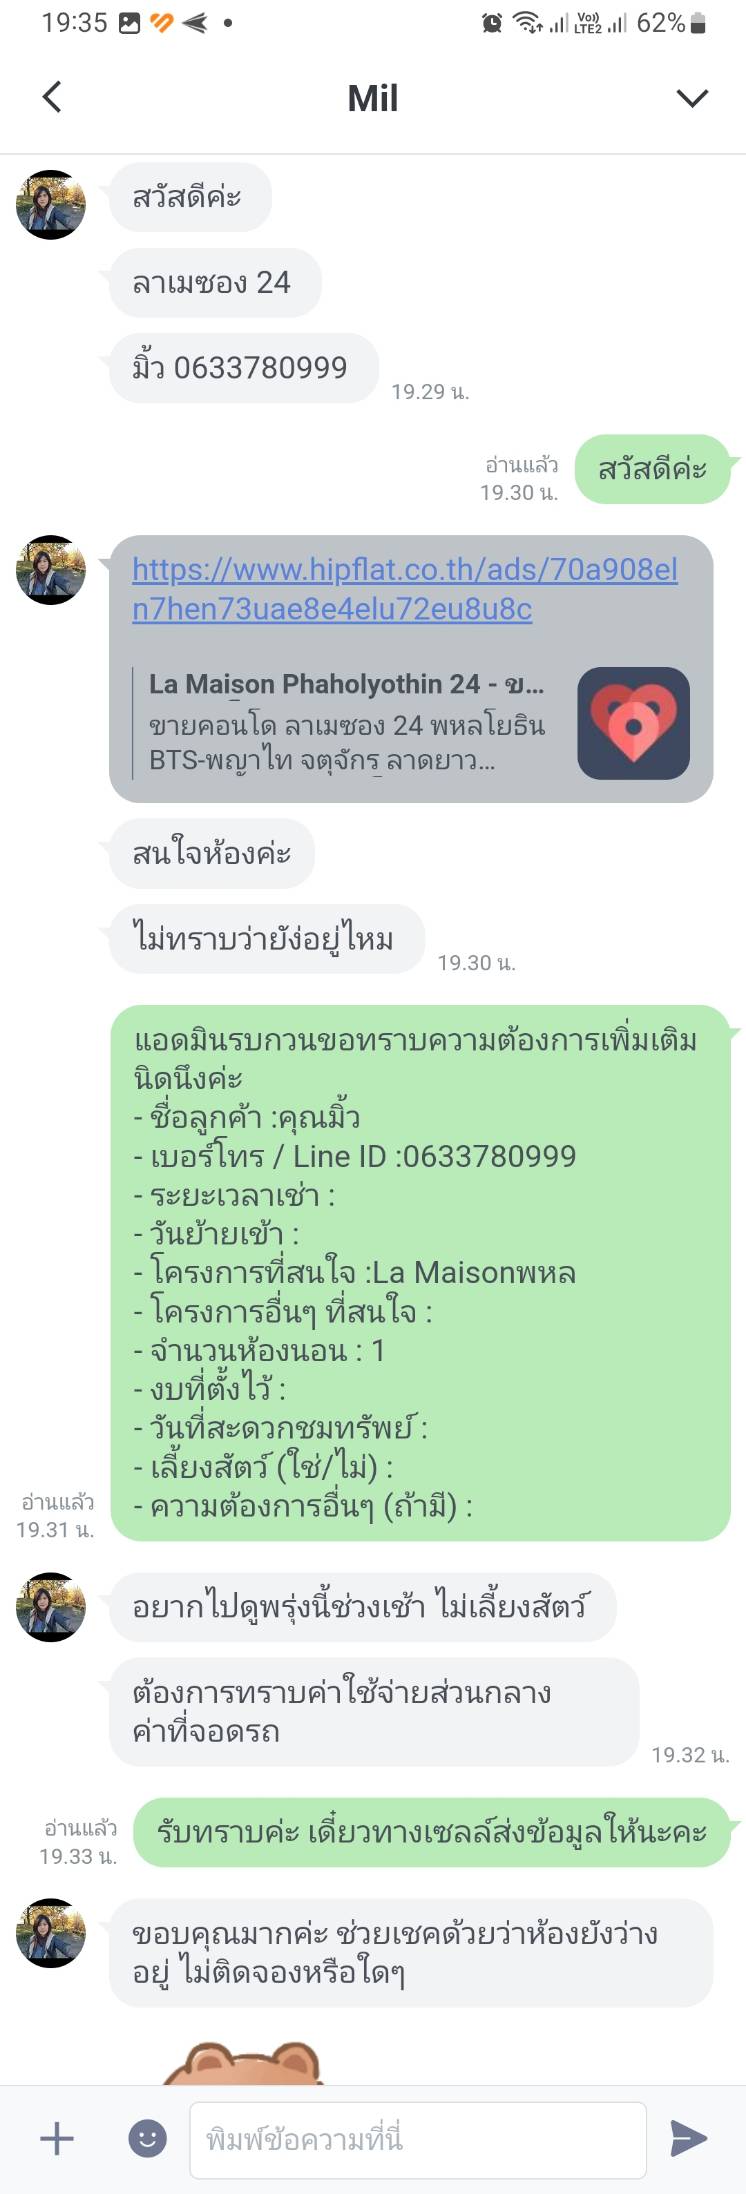 19:35
Vo))
LTE2
62%
Mil
สวัสดีค่ะ
ลาเมซอง 24
มิ้ว 0633780999
19.29 น.
อ่านแล้ว
19.30 น.
สวัสดีค่ะ
https://www.hipflat.co.th/ads/70a908el
n7hen73uae8e4elu72eu8u8c
La Maison Phaholyothin 24 - ข...
ขายคอนโด ลาเมซอง 24 พหลโยธิน
BTS-พญาไท จตุจักร ลาดยาว...
สนใจห้องค่ะ
ไม่ทราบว่ายัง่อยู่ไหม
19.30 น.
แอดมินรบกวนขอทราบความต้องการเพิ่มเติม
นิดนึงค่ะ
- ชื่อลูกค้า :คุณมิ้ว
- เบอร์โทร / Line ID :0633780999
- ระยะเวลาเช่า :
- วันย้ายเข้า :
- โครงการที่สนใจ :La Maisonพหล
- โครงการอื่นๆ ที่สนใจ :
- จำนวนห้องนอน : 1
- งบที่ตั้งไว้ :
- วันที่สะดวกชมทรัพย์ :
- เลี้ยงสัตว์ (ใช่/ไม่) :
- ความต้องการอื่นๆ (ถ้ามี) :
อ่านแล้ว
19.31 น.
อยากไปดูพรุ่งนี้ช่วงเช้า ไม่เลี้ยงสัตว์
ต้องการทราบค่าใช้จ่ายส่วนกลาง
ค่าที่จอดรถ
19.32 น.
อ่านแล้ว
19.33 น.
รับทราบค่ะ เดี๋ยวทางเซลล์ส่งข้อมูลให้นะคะ
ขอบคุณมากค่ะ ช่วยเชคด้วยว่าห้องยังว่าง
อยู่ ไม่ติดจองหรือใดๆ
พิมพ์ข้อความที่นี่